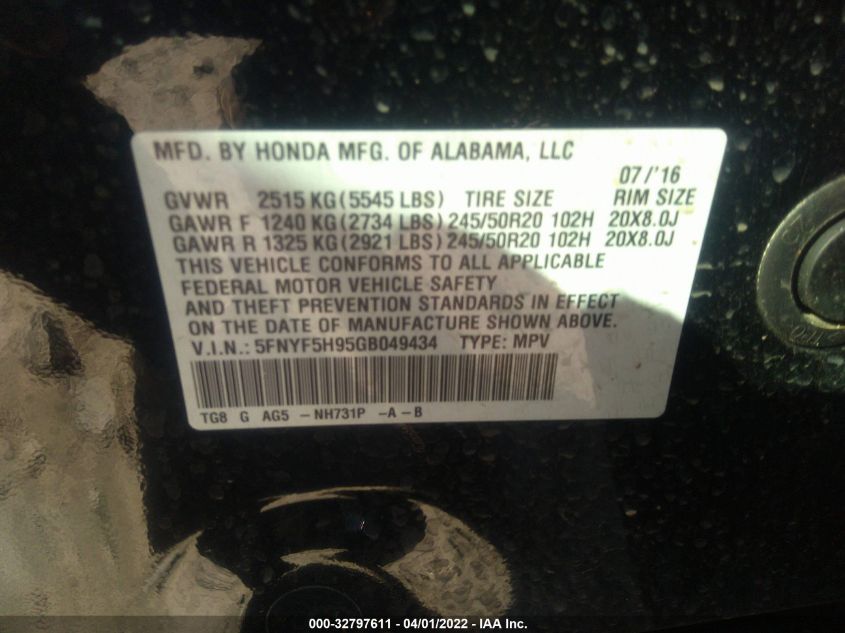 MFD. BY HONDA MFG. OF ALABAMA, LLC
07/'16
GVWR 2515 KG (5545 LBS) TIRE SIZE RIM SIZE
GAWR F 1240 KG (2734 LBS) 245/50R20 102H 20X8.0J
GAWR R 1325 KG (2921 LBS) 245/50R20 102H 20X8.0J
THIS VEHICLE CONFORMS TO ALL APPLICABLE
FEDERAL MOTOR VEHICLE SAFETY
AND THEFT PREVENTION STANDARDS IN EFFECT
ON THE DATE OF MANUFACTURE SHOWN ABOVE.
V.I.N.: 5FNYF5H95GB049434 TYPE: MPV
TG8 G AG5 -NH731P -A-B
000-32797611 - 04/01/2022 - IAA Inc.